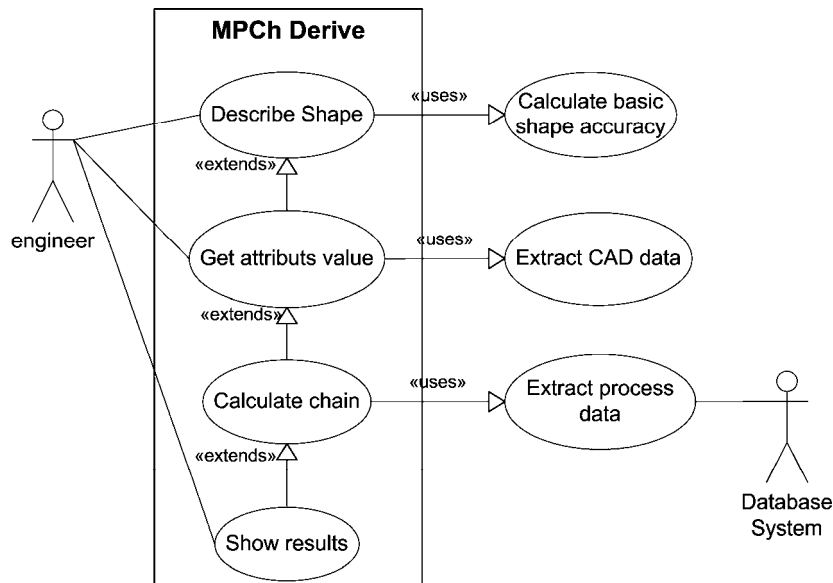 MPCh Derive
Describe Shape
«uses»
Calculate basic
shape accuracy
«extends»
engineer
Get attributs value
«uses»
Extract CAD data
«extends»
Calculate chain
«uses»
Extract process
data
«extends»
Show results
Database
System